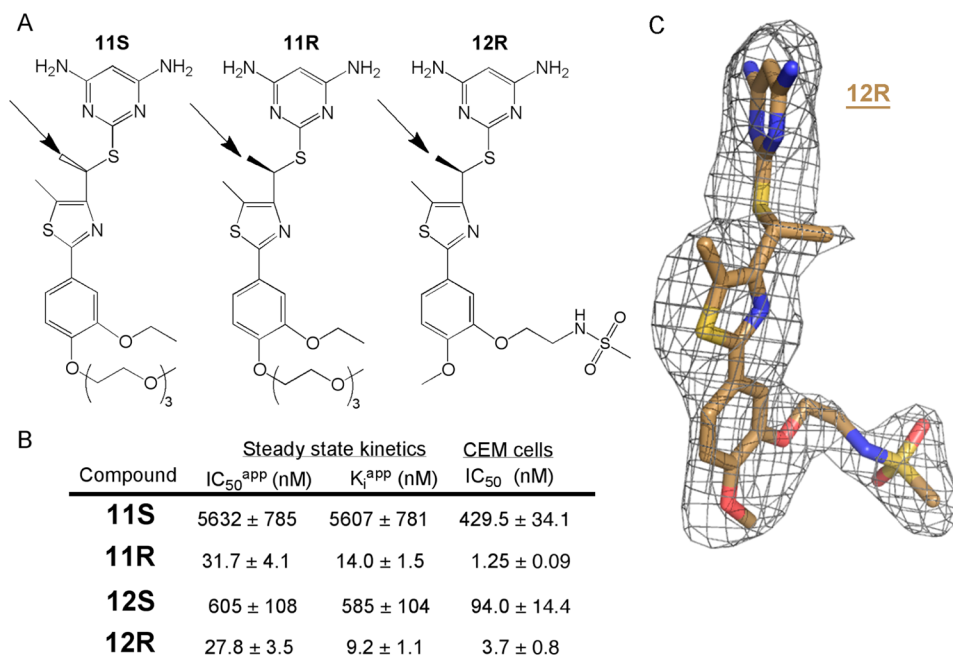 A
11S
11R
12R
NH₂ NH₂
NH₂ NH₂
NH₂ NH₂
N N
N N
N N
S
S
S
S N
S N
S N
H
N O
S
O
O
O
O
O
O
O
O
O
O
3
3
B
Steady state kinetics CEM cells
Compound IC₅₀ᵃᵖᵖ (nM) Kᵢᵃᵖᵖ (nM) IC₅₀ (nM)
11S 5632 ± 785 5607 ± 781 429.5 ± 34.1
11R 31.7 ± 4.1 14.0 ± 1.5 1.25 ± 0.09
12S 605 ± 108 585 ± 104 94.0 ± 14.4
12R 27.8 ± 3.5 9.2 ± 1.1 3.7 ± 0.8
C
12R